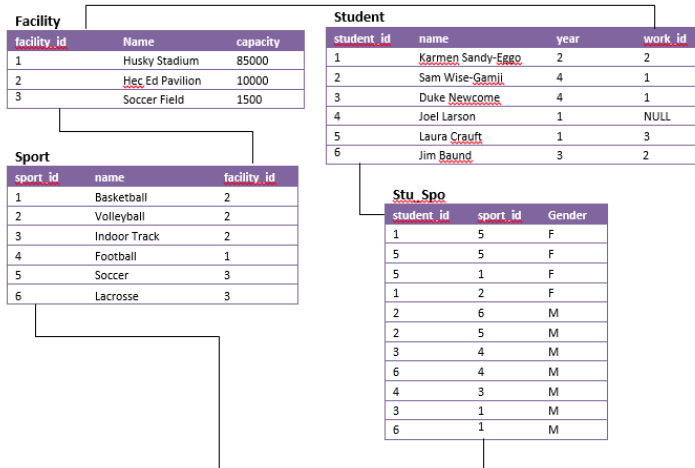 Facility
facility_id Name capacity
1 Husky Stadium 85000
2 Hec Ed Pavilion 10000
3 Soccer Field 1500
Student
student_id name year work_id
1 Karmen Sandy-Eggo 2 2
2 Sam Wise-Gamji 4 1
3 Duke Newcome 4 1
4 Joel Larson 1 NULL
5 Laura Crauft 1 3
6 Jim Baund 3 2
Sport
sport_id name facility_id
1 Basketball 2
2 Volleyball 2
3 Indoor Track 2
4 Football 1
5 Soccer 3
6 Lacrosse 3
Stu_Spo
student_id sport_id Gender
1 5 F
5 5 F
5 1 F
1 2 F
2 6 M
2 5 M
3 4 M
6 4 M
4 3 M
3 1 M
6 1 M